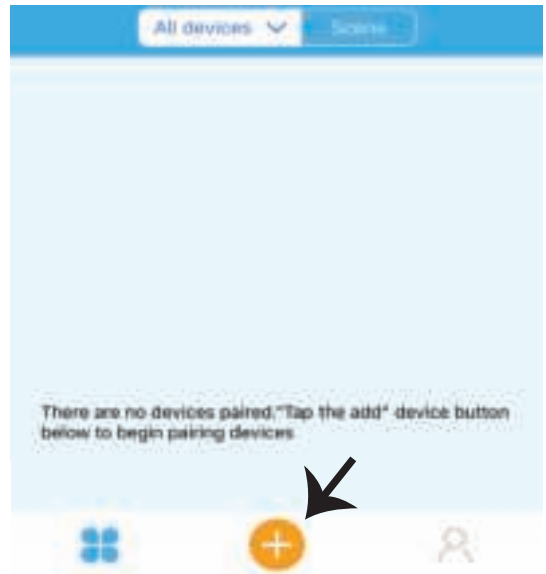 All devices Scene
There are no devices paired."Tap the add" device button
below to begin pairing devices